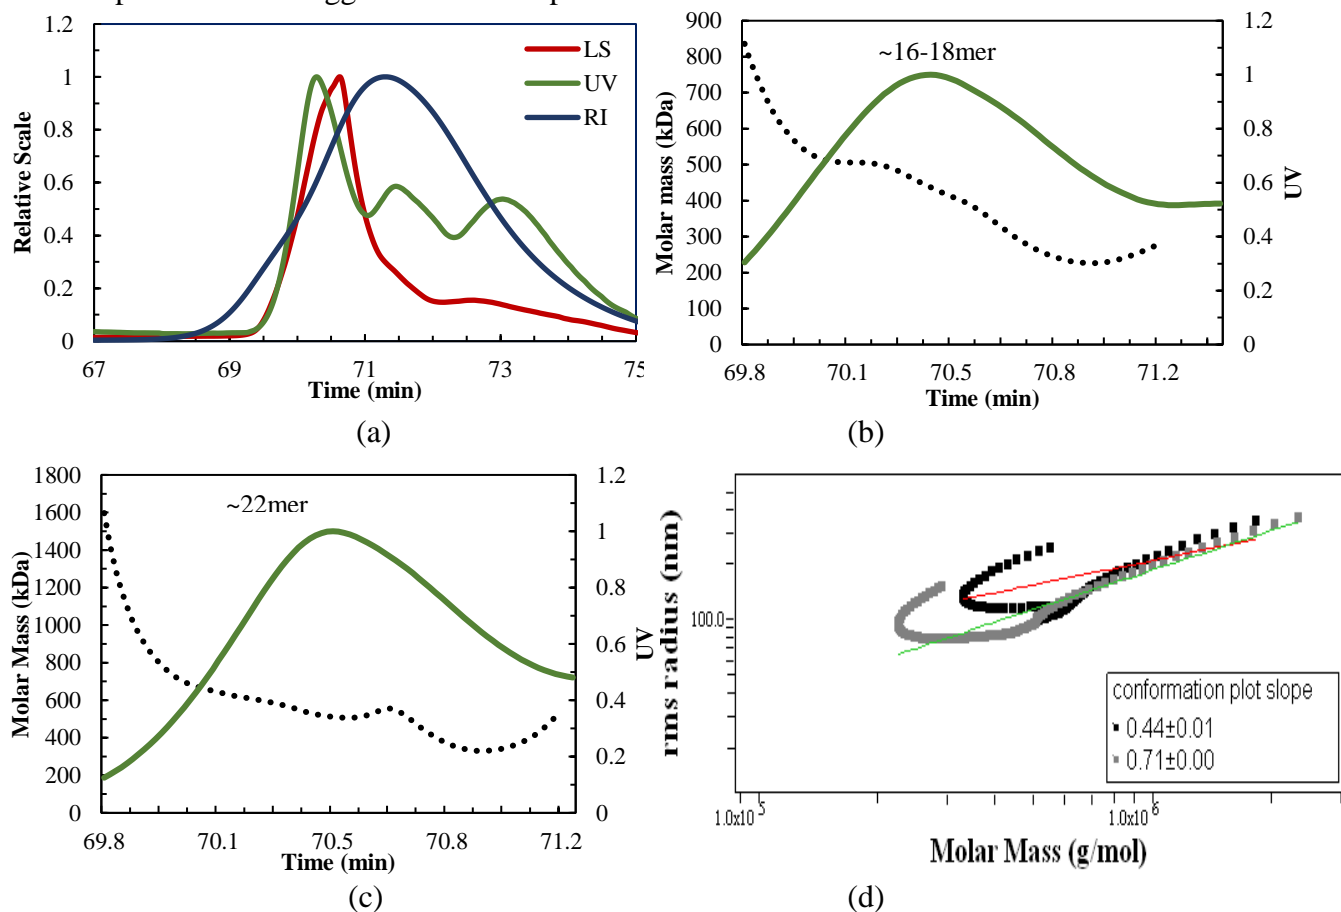 1.2
1
0.8
0.6
0.4
0.2
0
Relative Scale
LS
UV
RI
67 69 71 73 75
Time (min)
(a)
900
800
700
600
500
400
300
200
100
0
Molar mass (kDa)
~16-18mer
1.2
1
0.8
0.6
0.4
0.2
0
UV
69.8 70.1 70.5 70.8 71.2
Time (min)
(b)
1800
1600
1400
1200
1000
800
600
400
200
0
Molar Mass (kDa)
~22mer
1.2
1
0.8
0.6
0.4
0.2
0
UV
69.8 70.1 70.5 70.8 71.2
Time (min)
(c)
rms radius (nm)
100.0
conformation plot slope
0.44±0.01
0.71±0.00
1.0x10⁵ 1.0x10⁶
Molar Mass (g/mol)
(d)